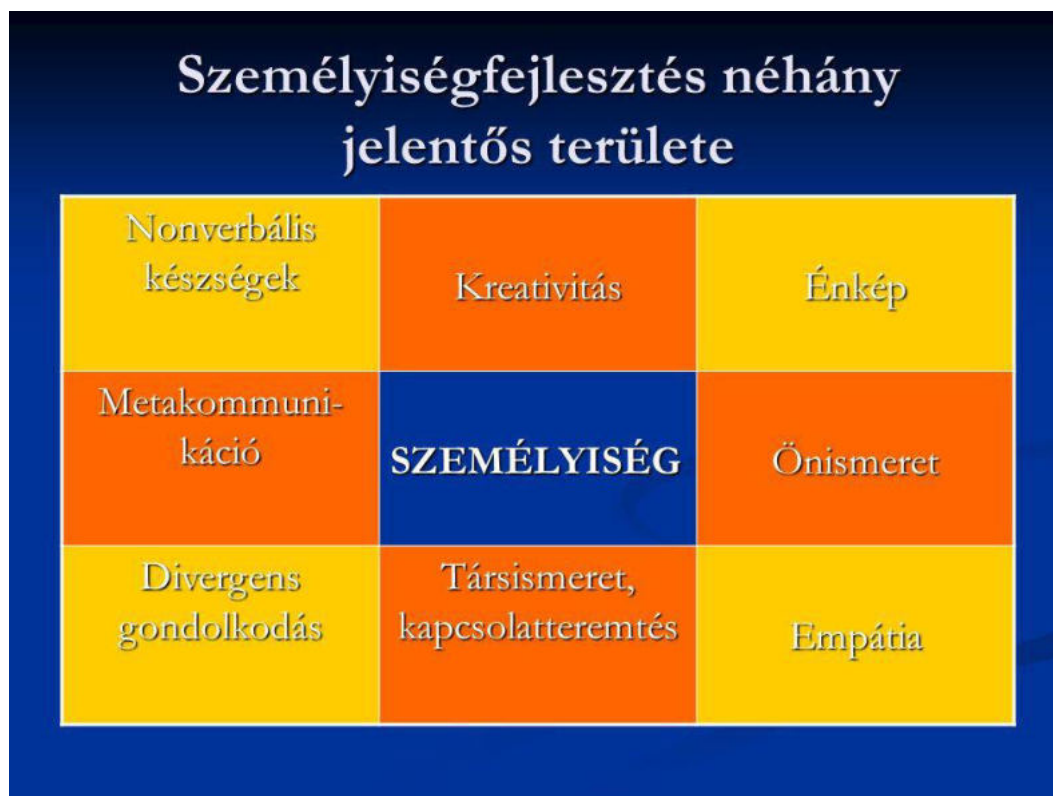 Személyiségfejlesztés néhány
jelentős területe
Nonverbális
készségek
Kreativitás
Énkép
Metakommuni-
káció
SZEMÉLYISÉG
Önismeret
Divergens
gondolkodás
Társismeret,
kapcsolatteremtés
Empátia